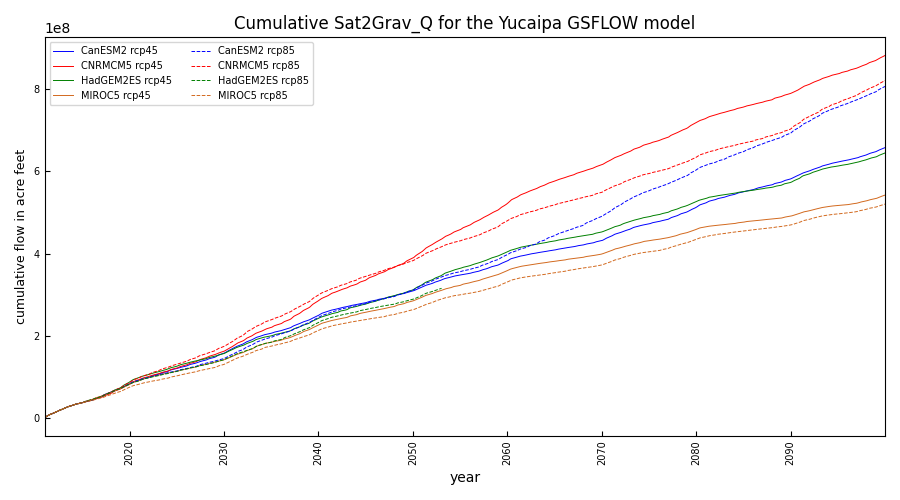 Cumulative Sat2Grav_Q for the Yucaipa GSFLOW model
1e8
CanESM2 rcp45
CNRMCM5 rcp45
HadGEM2ES rcp45
MIROC5 rcp45
CanESM2 rcp85
CNRMCM5 rcp85
HadGEM2ES rcp85
MIROC5 rcp85
cumulative flow in acre feet
8
6
4
2
0
2020 2030 2040 2050 2060 2070 2080 2090
year